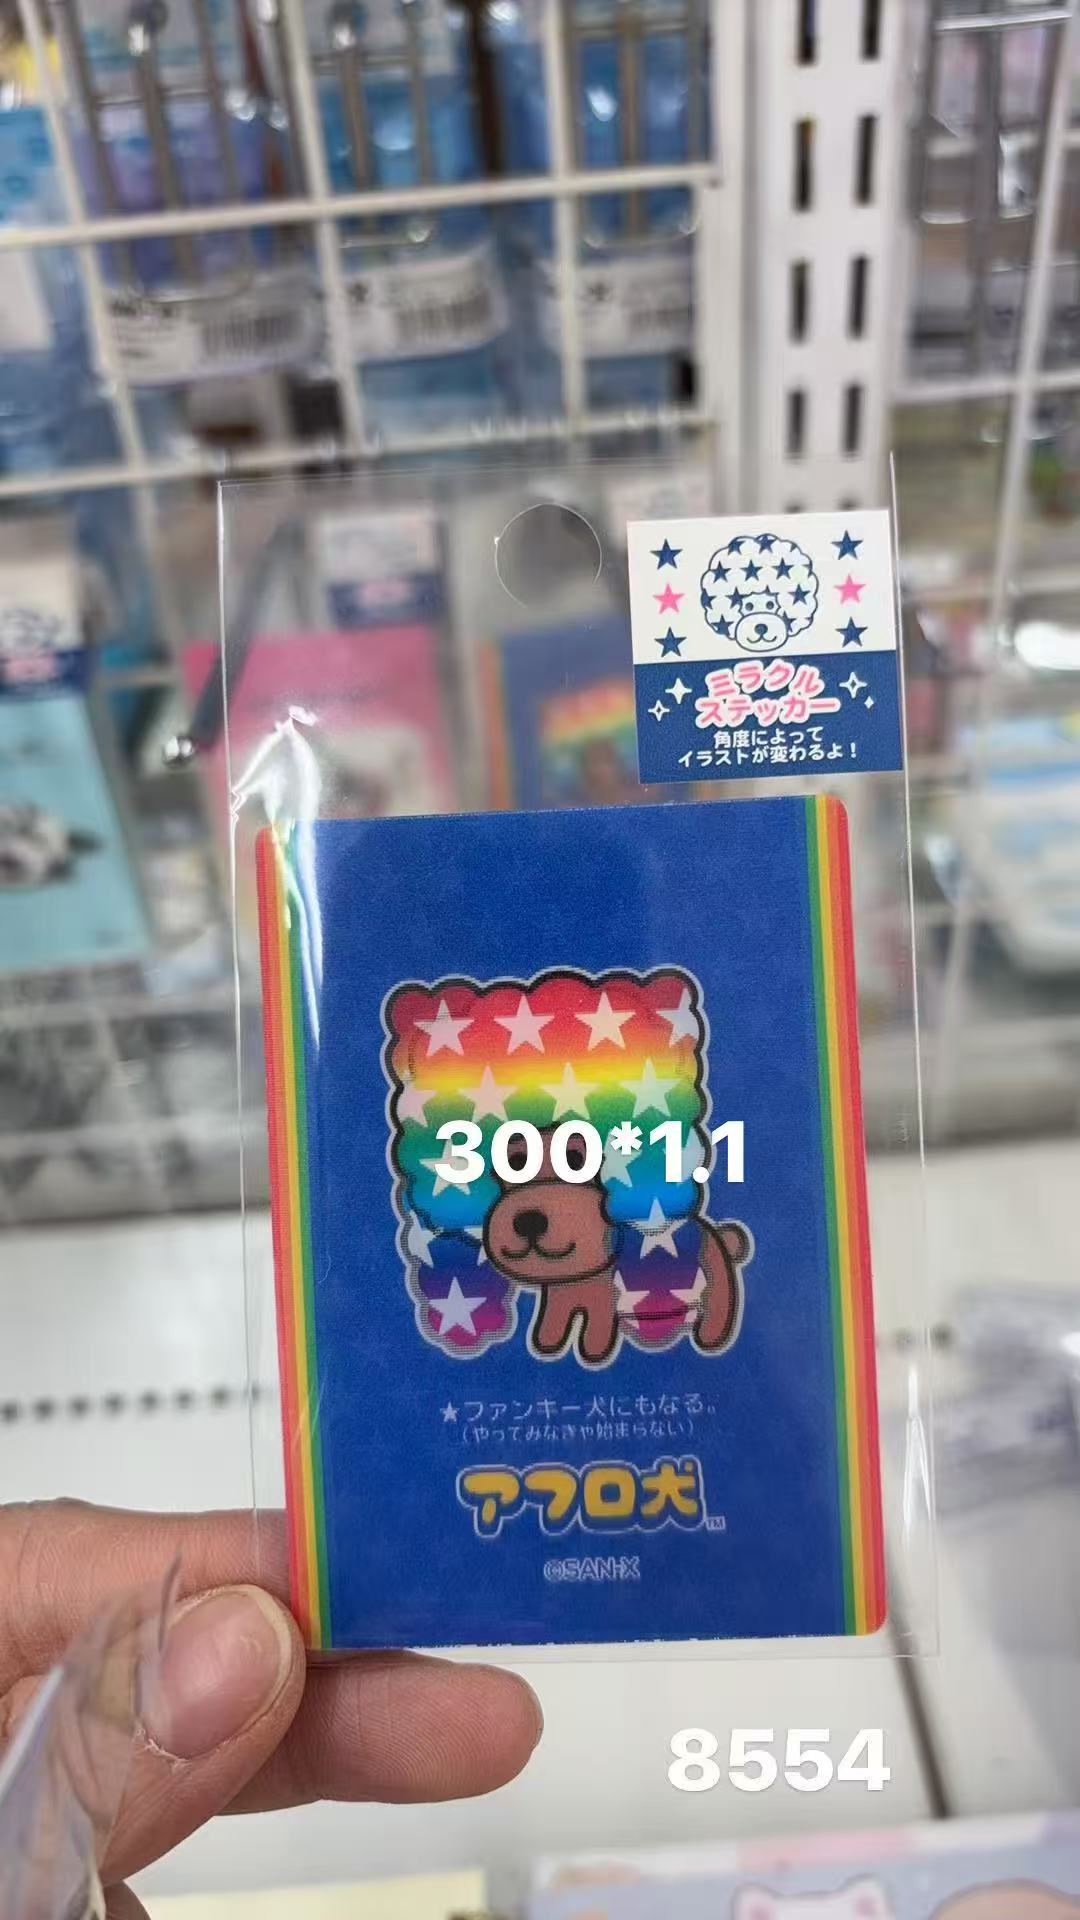 ミラクル
ステッカー
角度によって
イラストが変わるよ！
300*1.1
★ファンキー犬にもなる。
(やってみなきゃ始まらない)
アフロ犬
TM
©SAN-X
8554